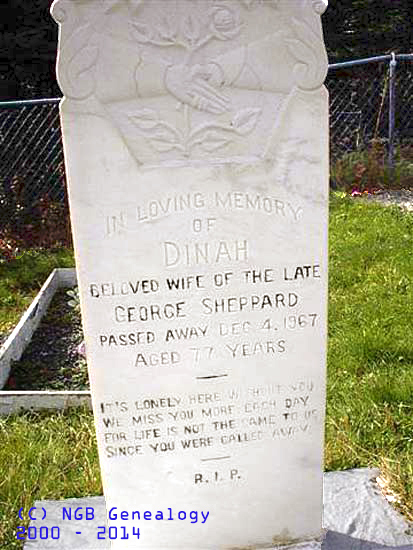 IN LOVING MEMORY
OF
DINAH
BELOVED WIFE OF THE LATE
GEORGE SHEPPARD
PASSED AWAY DEC. 4, 1967
AGED 77 YEARS
IT'S LONELY HERE WITHOUT YOU
WE MISS YOU MORE EACH DAY
FOR LIFE IS NOT THE SAME TO US
SINCE YOU WERE CALLED AWAY.
R. I. P.
(C) NGB Genealogy
2000 - 2014